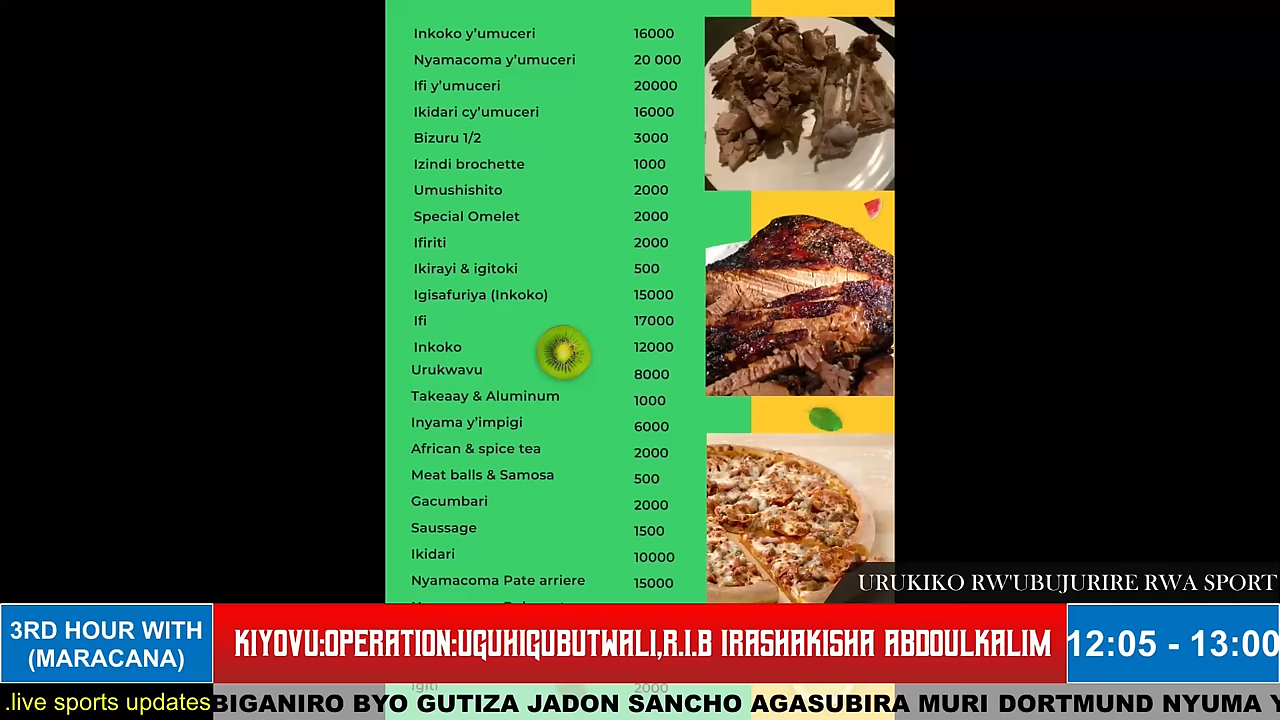 Inkoko y'umuceri 16000
Nyamacoma y'umuceri 20 000
Ifi y'umuceri 20000
Ikidari cy'umuceri 16000
Bizuru 1/2 3000
Izindi brochette 1000
Umushishito 2000
Special Omelet 2000
Ifiriti 2000
Ikirayi & igitoki 500
Igisafuriya (Inkoko) 15000
Ifi 17000
Inkoko 12000
Urukwavu 8000
Takeaay & Aluminum 1000
Inyama y'impigi 6000
African & spice tea 2000
Meat balls & Samosa 500
Gacumbari 2000
Saussage 1500
Ikidari 10000
Nyamacoma Pate arriere 15000
URUKIKO RW'UBUJURIRE RWA SPORT
3RD HOUR WITH
(MARACANA)
KIYOVU:OPERATION:UGUHIGUBUTWALI,R.I.B IRASHAKISHA ABDOULKALIM
12:05 - 13:00
Igiti 2000
.live sports updates
BIGANIRO BYO GUTIZA JADON SANCHO AGASUBIRA MURI DORTMUND NYUMA Y